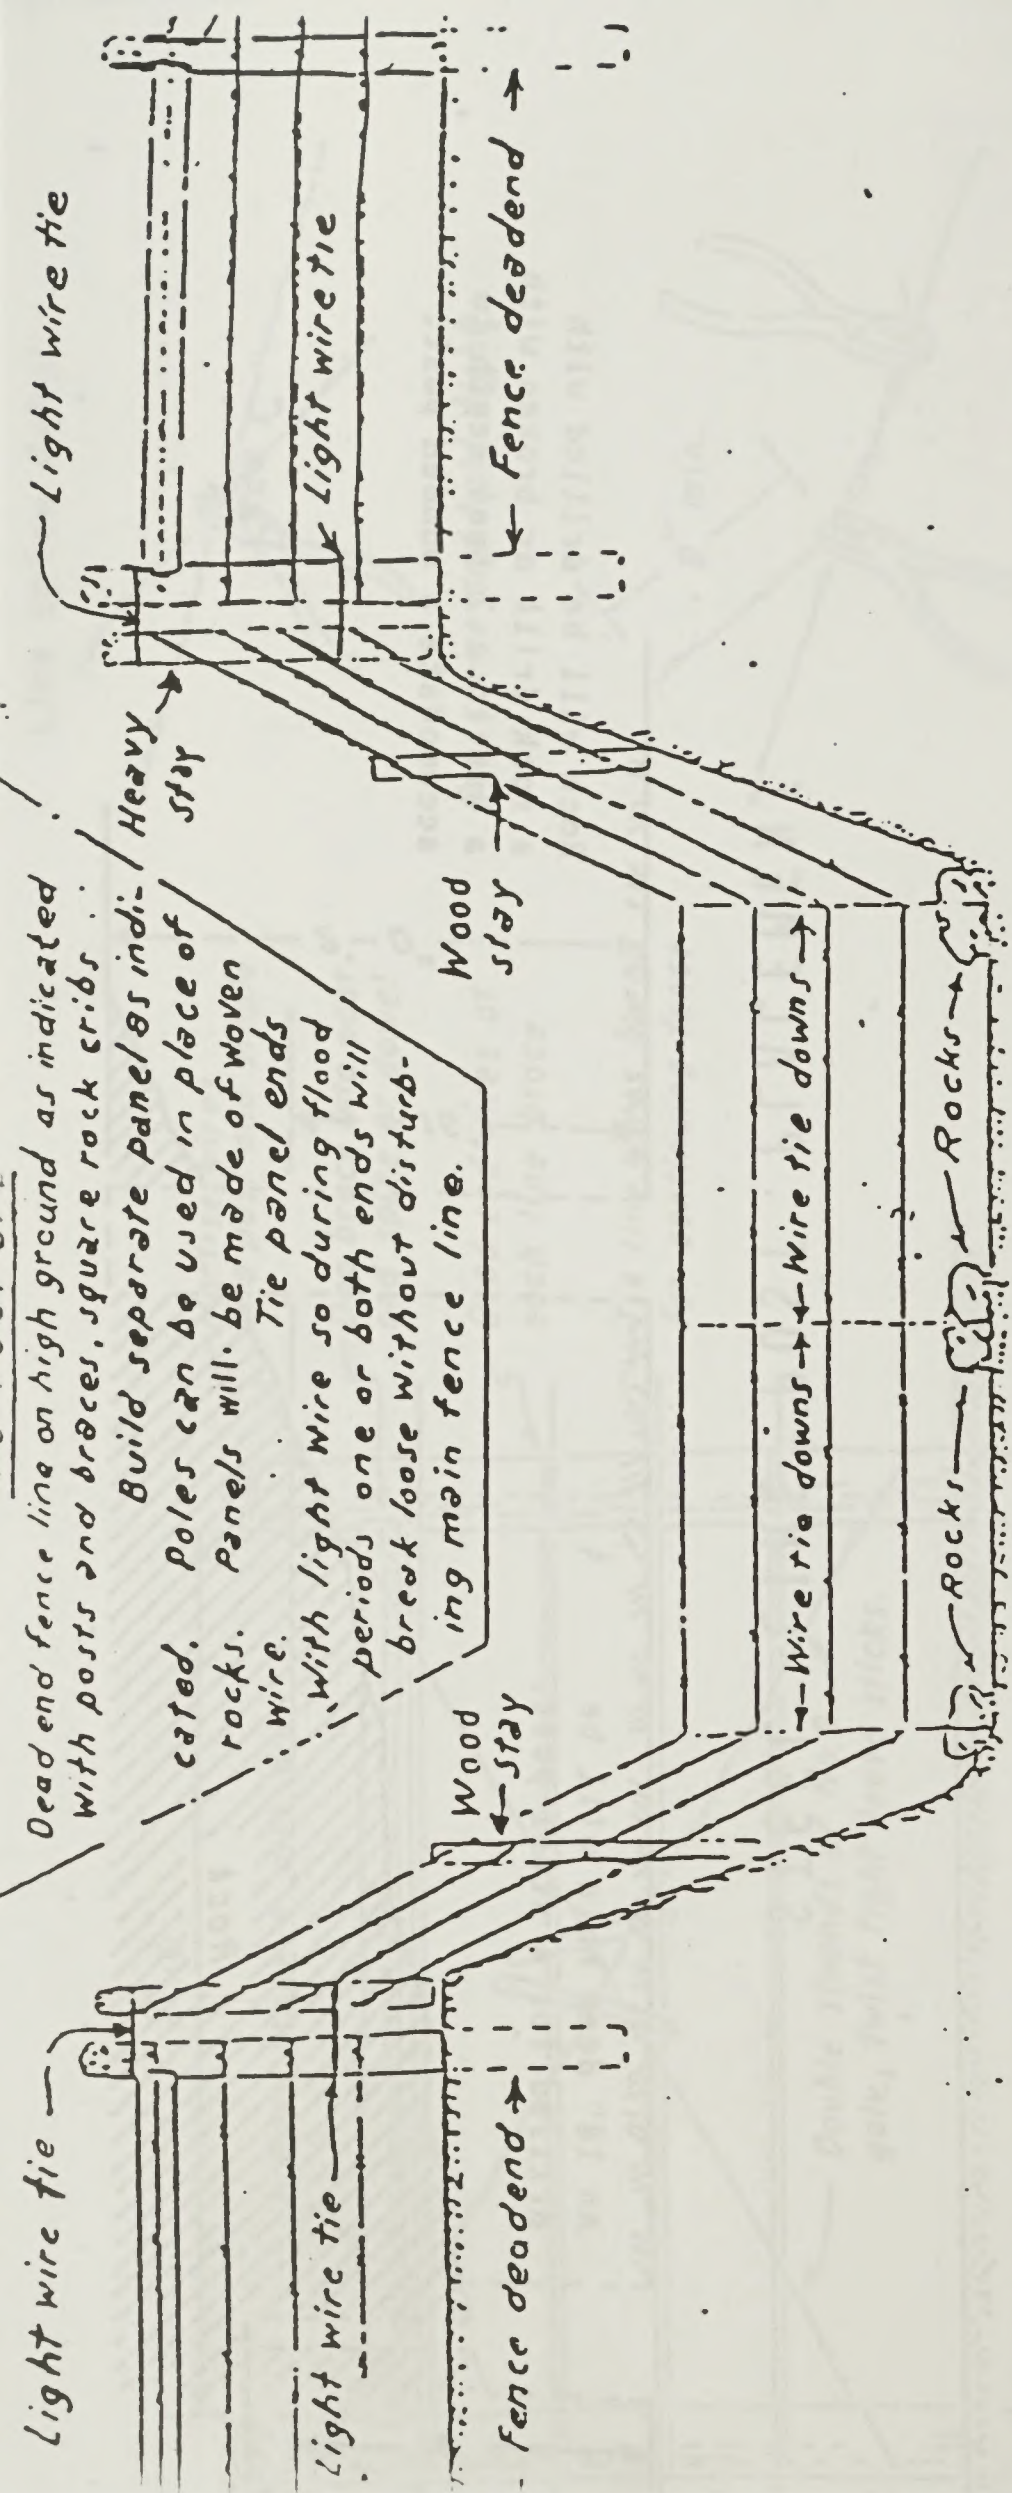 Dead end fence line on high ground as indicated
with posts and braces, square rock cribs
Build separate panel as indi-
cated. Poles can be used in place of
rocks. Panels will be made of woven
wire. Tie panel ends
with light wire so during flood
periods one or both ends will
break loose without disturb-
ing main fence line.
Light wire tie
Light wire tie
Heavy
stay
Light wire tie
Light wire tie
Wood
stay
Wood
stay
Fence deadend
Fence deadend
Wire tie downs
Wire tie downs
Rocks
Rocks